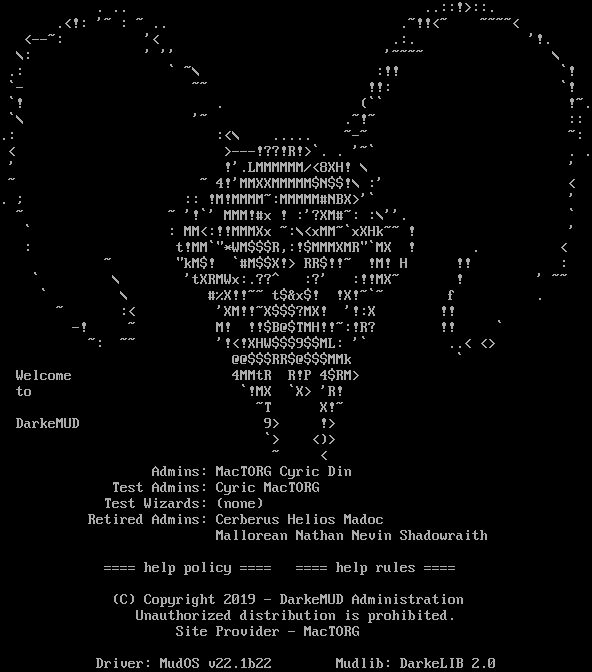 Welcome
to
DarkeMUD
Admins: MacTORG Cyric Din
Test Admins: Cyric MacTORG
Test Wizards: (none)
Retired Admins: Cerberus Helios Madoc
Mallorean Nathan Nevin Shadowraith
==== help policy ==== ==== help rules ====
(C) Copyright 2019 - DarkeMUD Administration
Unauthorized distribution is prohibited.
Site Provider - MacTORG
Driver: MudOS v22.1b22 Mudlib: DarkeLIB 2.0